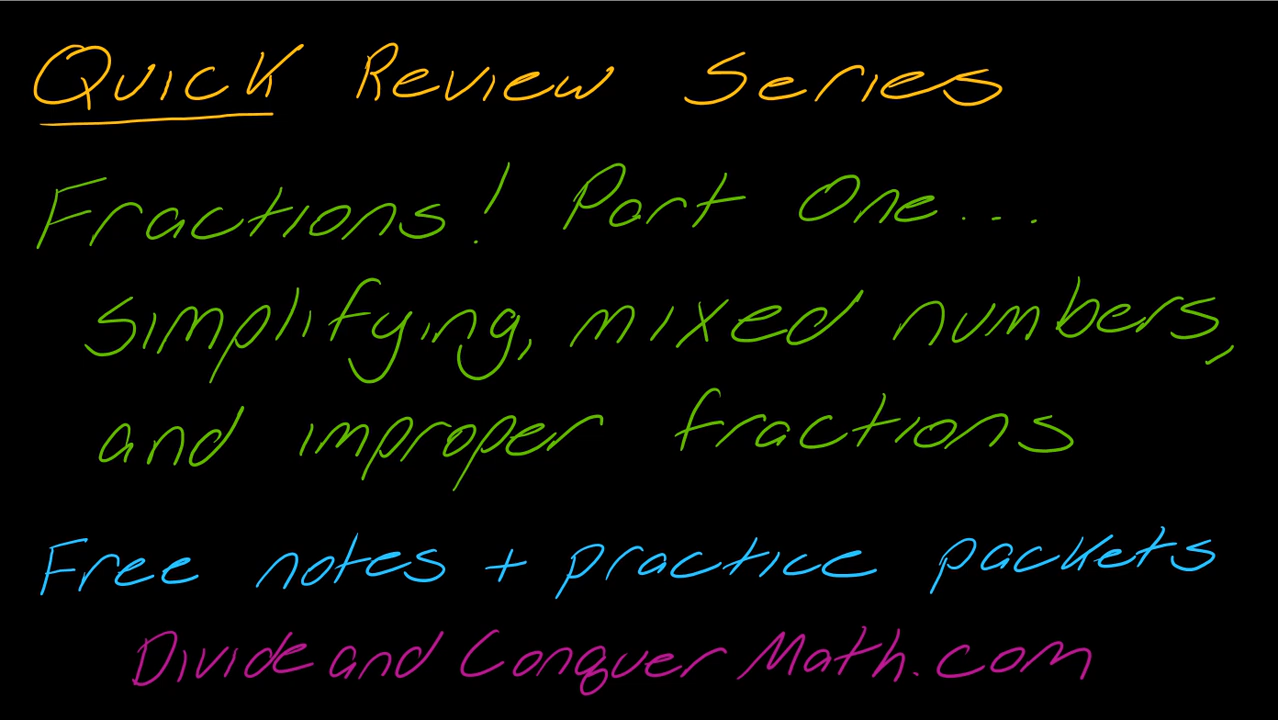 Quick Review Series
Fractions! Part One...
simplifying, mixed numbers,
and improper fractions
Free notes + practice packets
DivideandConquerMath.com